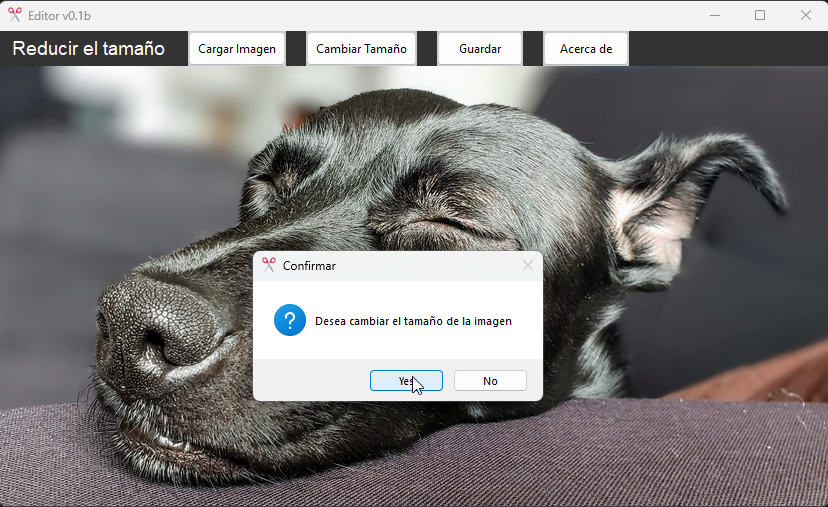 Editor v0.1b
Reducir el tamaño
Cargar Imagen
Cambiar Tamaño
Guardar
Acerca de
Confirmar
Desea cambiar el tamaño de la imagen
Yes
No